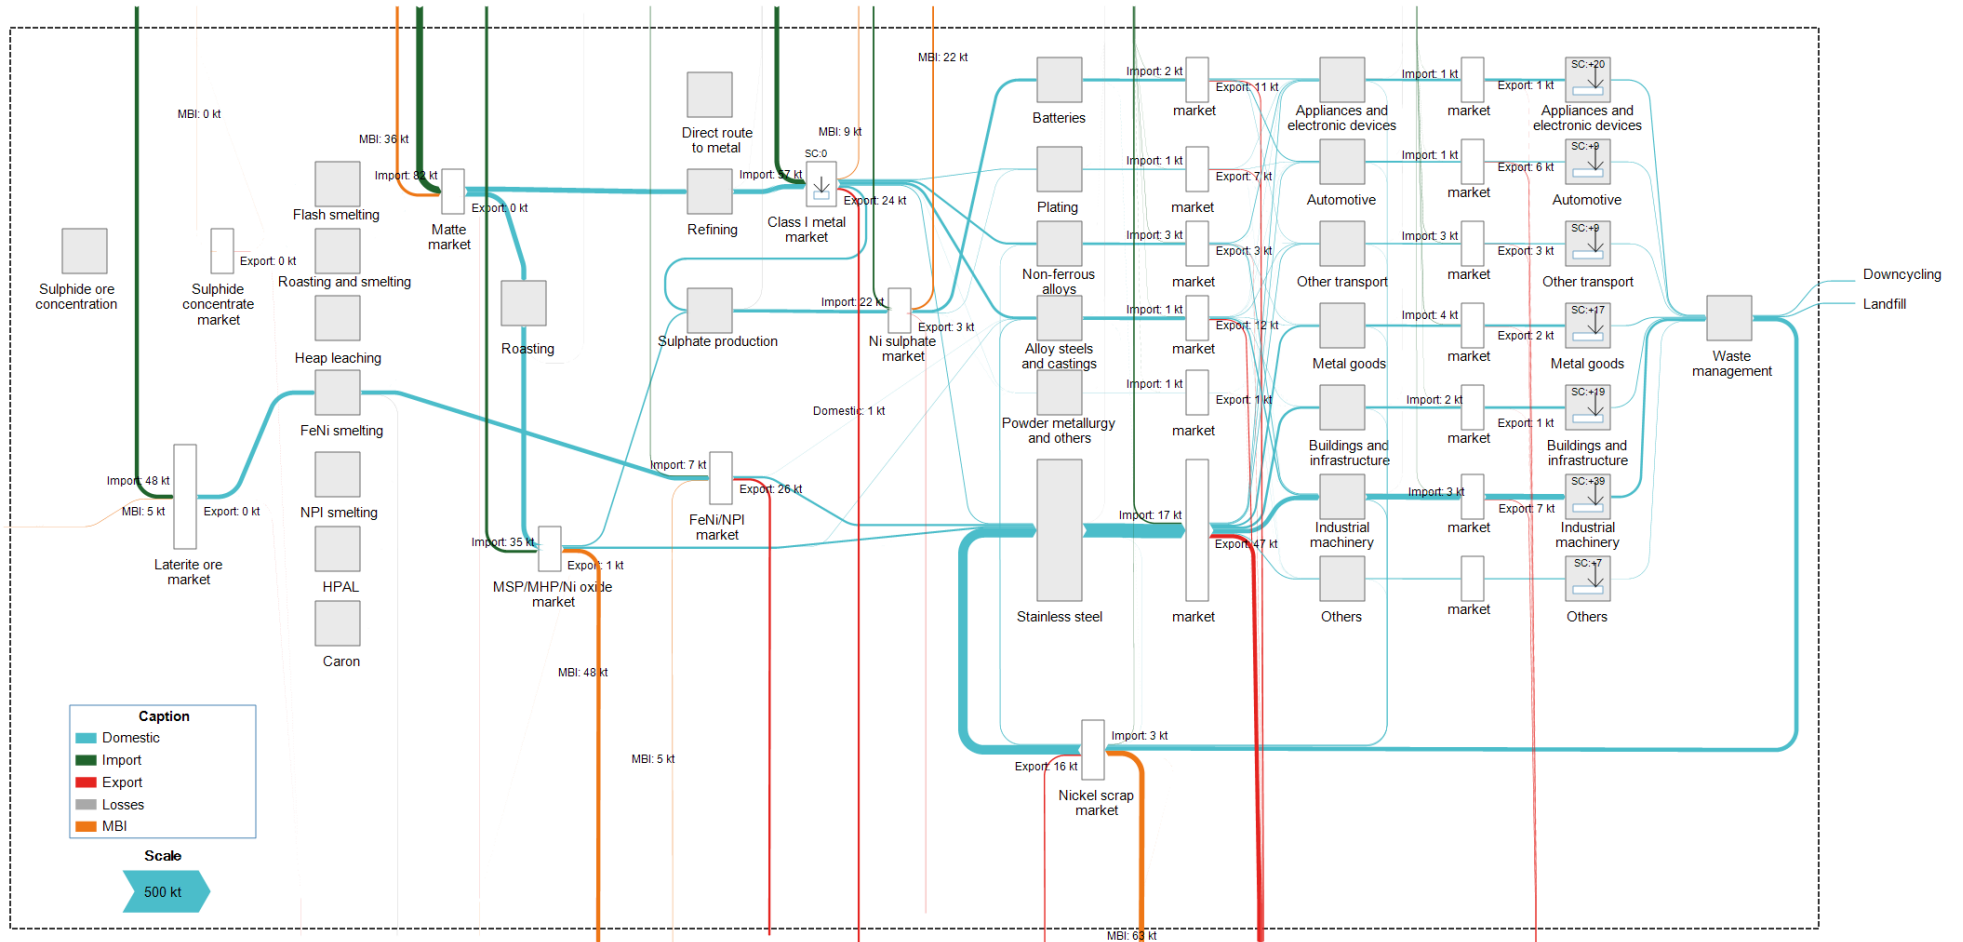 MBI: 0 kt
Sulphide ore
concentration
Sulphide
concentrate
market
Export: 0 kt
Import: 48 kt
MBI: 5 kt
Export: 0 kt
Laterite ore
market
Flash smelting
Roasting and smelting
Heap leaching
FeNi smelting
NPI smelting
HPAL
Caron
MBI: 36 kt
Import: 82 kt
Export: 0 kt
Matte
market
Roasting
Import: 35 kt
Export: 1 kt
MSP/MHP/Ni oxide
market
MBI: 48 kt
Direct route
to metal
Refining
Sulphate production
Import: 7 kt
Export: 26 kt
FeNi/NPI
market
MBI: 5 kt
MBI: 9 kt
SC:0
Import: 57 kt
Export: 24 kt
Class I metal
market
MBI: 22 kt
Import: 22 kt
Export: 3 kt
Ni sulphate
market
Domestic: 1 kt
Batteries
Plating
Non-ferrous
alloys
Alloy steels
and castings
Powder metallurgy
and others
Stainless steel
Import: 2 kt
Export: 11 kt
market
Import: 1 kt
Export: 7 kt
market
Import: 3 kt
Export: 3 kt
market
Import: 1 kt
Export: 12 kt
market
Import: 1 kt
Export: 1 kt
market
Import: 17 kt
Export: 47 kt
market
Import: 3 kt
Export: 16 kt
Nickel scrap
market
MBI: 63 kt
Appliances and
electronic devices
Automotive
Other transport
Metal goods
Buildings and
infrastructure
Industrial
machinery
Others
Import: 1 kt
Export: 1 kt
market
Import: 1 kt
Export: 6 kt
market
Import: 3 kt
Export: 3 kt
market
Import: 4 kt
Export: 2 kt
market
Import: 2 kt
Export: 1 kt
market
Import: 3 kt
Export: 7 kt
market
market
SC:+20
Appliances and
electronic devices
SC:+9
Automotive
SC:+9
Other transport
SC:+17
Metal goods
SC:+19
Buildings and
infrastructure
SC:+39
Industrial
machinery
SC:+7
Others
Waste
management
Downcycling
Landfill
Caption
Domestic
Import
Export
Losses
MBI
Scale
500 kt